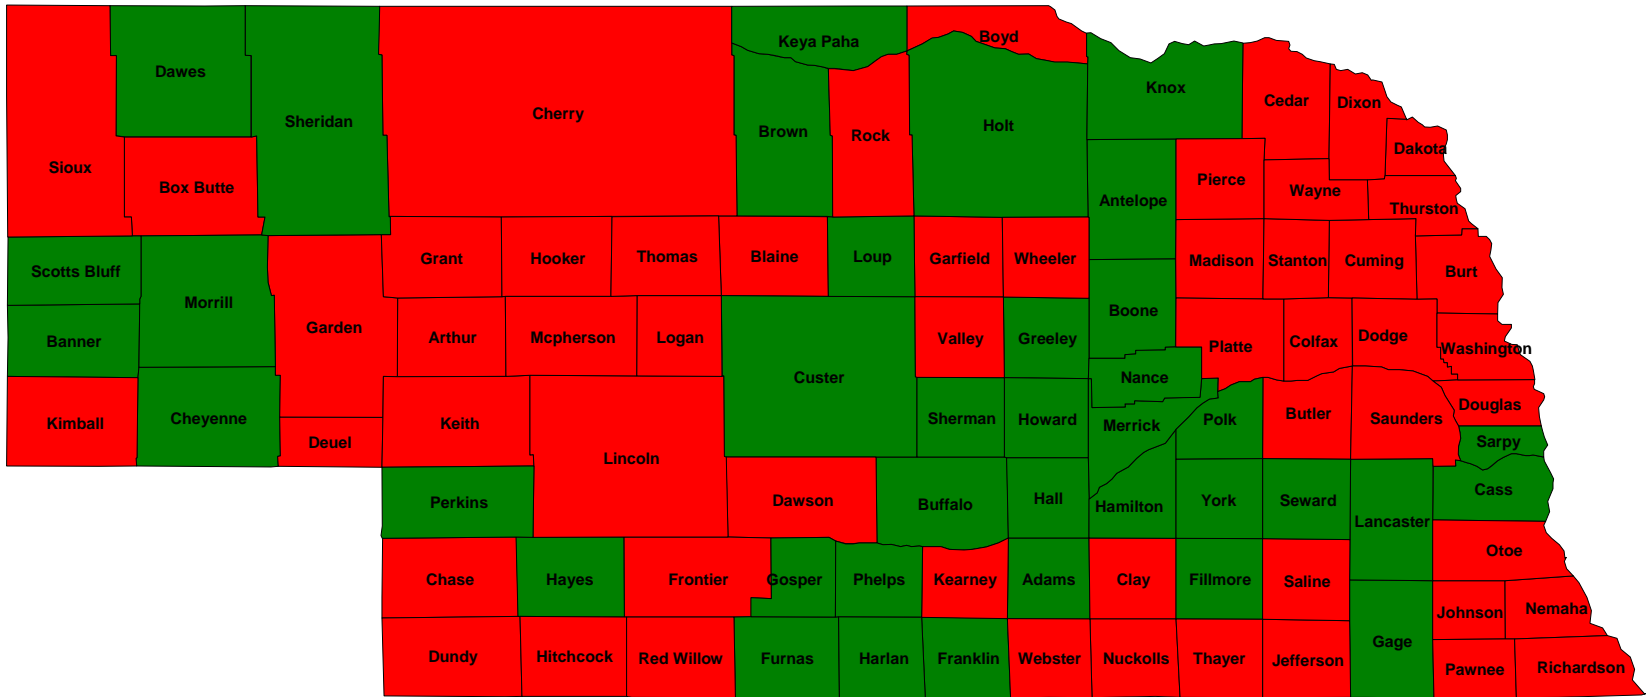 Keya Paha
Boyd
Dawes
Knox
Cherry
Sheridan
Cedar
Dixon
Brown
Rock
Holt
Dakota
Sioux
Box Butte
Pierce
Wayne
Antelope
Thurston
Grant
Hooker
Thomas
Blaine
Loup
Garfield
Wheeler
Madison
Stanton
Cuming
Scotts Bluff
Burt
Morrill
Garden
Boone
Banner
Arthur
Mcpherson
Logan
Valley
Greeley
Platte
Colfax
Dodge
Washington
Custer
Nance
Kimball
Cheyenne
Keith
Sherman
Howard
Merrick
Polk
Butler
Saunders
Douglas
Deuel
Sarpy
Lincoln
Perkins
Dawson
Buffalo
Hall
Hamilton
York
Seward
Cass
Lancaster
Otoe
Chase
Hayes
Frontier
Gosper
Phelps
Kearney
Adams
Clay
Fillmore
Saline
Johnson
Nemaha
Gage
Dundy
Hitchcock
Red Willow
Furnas
Harlan
Franklin
Webster
Nuckolls
Thayer
Jefferson
Pawnee
Richardson